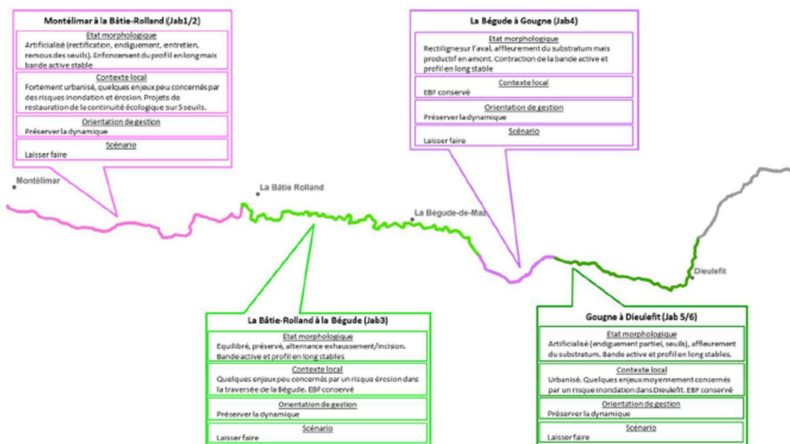 Montélimar à la Bâtie-Rolland (Jab1/2)
Etat morphologique
Artificialisé (rectification, endiguement, entretien,
remous des seuils). Enfoncement du profil en long mais
bande active stable
Contexte local
Fortement urbanisé, quelques enjeux peu concernés par
des risques inondation et érosion. Projets de
restauration de la continuité écologique sur 5 seuils.
Orientation de gestion
Préserver la dynamique
Scénario
Laisser faire
La Bégude à Gougne (Jab4)
Etat morphologique
Rectiligne sur l'aval, affleurement du substratum mais
productif en amont. Contraction de la bande active et
profil en long stable
Contexte local
EBF conservé
Orientation de gestion
Préserver la dynamique
Scénario
Laisser faire
Montélimar
La Bâtie Rolland
La Bégude-de-Maz
Dieulefit
La Bâtie-Rolland à la Bégude (Jab3)
Etat morphologique
Equilibré, préservé, alternance exhaussement/incision.
Bande active et profil en long stables
Contexte local
Quelques enjeux peu concernés par un risque érosion dans
la traversée de la Bégude. EBF conservé
Orientation de gestion
Préserver la dynamique
Scénario
Laisser faire
Gougne à Dieulefit (Jab 5/6)
Etat morphologique
Artificialisé (endiguement partiel, seuils), affleurement
du substratum. Bande active et profil en long stables.
Contexte local
Urbanisé. Quelques enjeux moyennement concernés
par un risque inondation dans Dieulefit. EBF conservé
Orientation de gestion
Préserver la dynamique
Scénario
Laisser faire